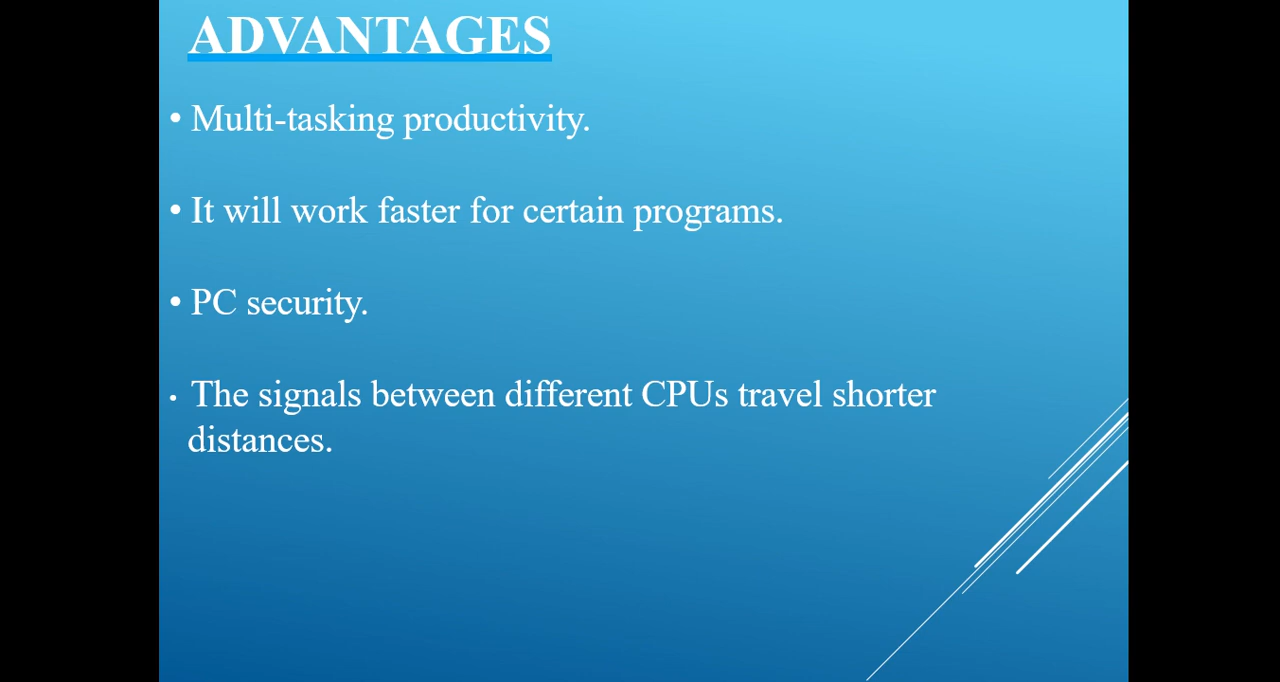 ADVANTAGES
• Multi-tasking productivity.
• It will work faster for certain programs.
• PC security.
• The signals between different CPUs travel shorter
distances.